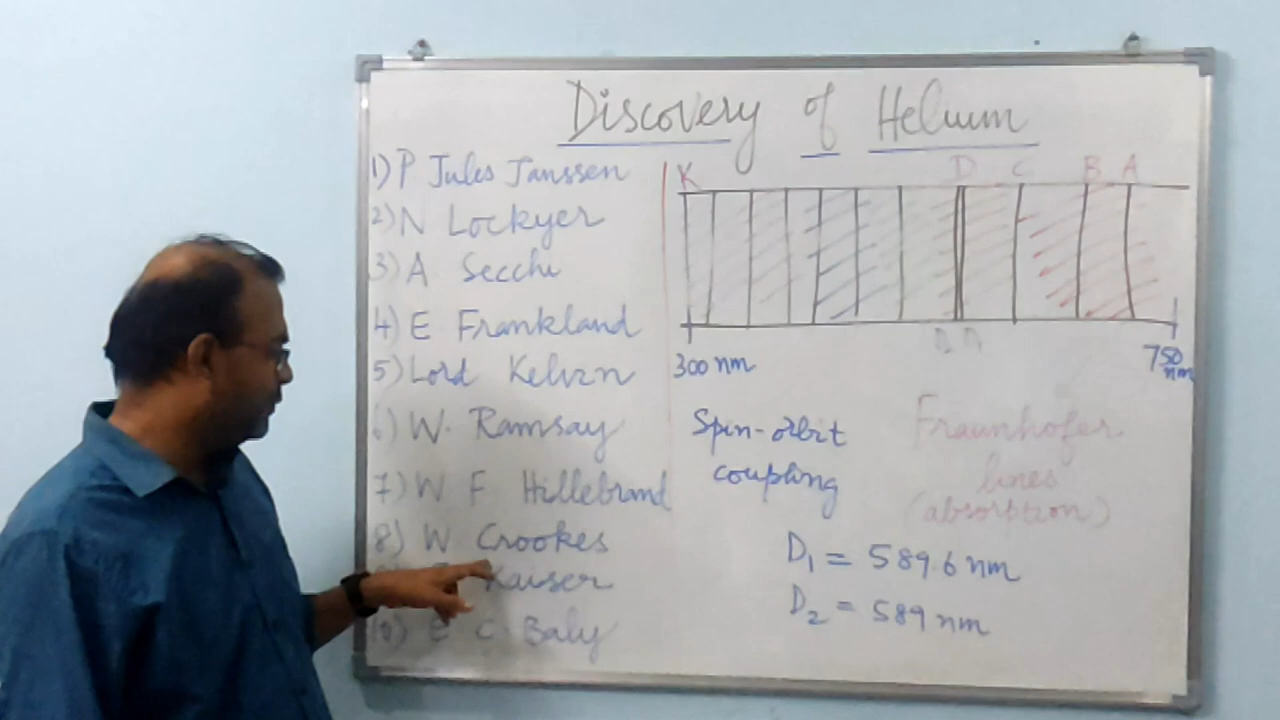 Discovery of Helium
1) P Jules Janssen
2) N Lockyer
3) A Secchi
4) E Frankland
5) Lord Kelvin
6) W. Ramsay
7) W F Hillebrand
8) W Crookes
Kaiser
10) E C Baly
K D C B A
300 nm 750 nm
Spin-orbit
coupling
Fraunhofer
lines
(absorption)
D1 = 589.6 nm
D2 = 589 nm